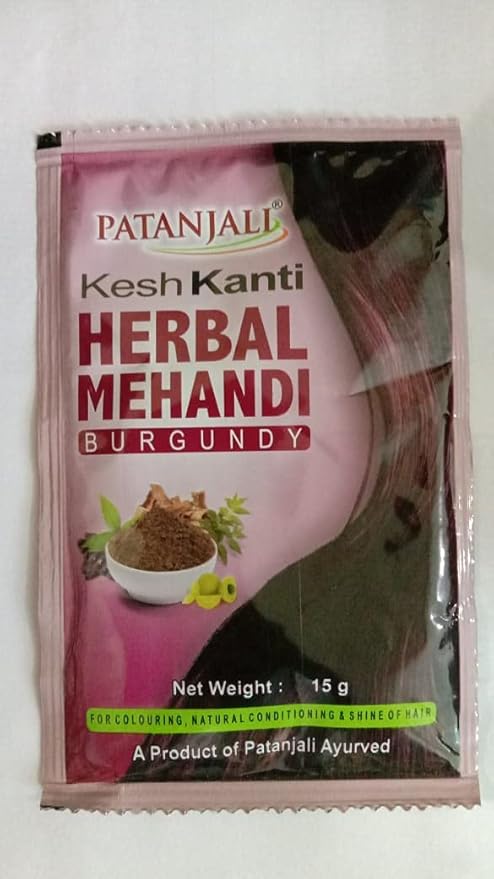 PATANJALI®
Kesh Kanti
HERBAL
MEHANDI
BURGUNDY
Net Weight : 15 g
FOR COLOURING, NATURAL CONDITIONING & SHINE OF HAIR
A Product of Patanjali Ayurved